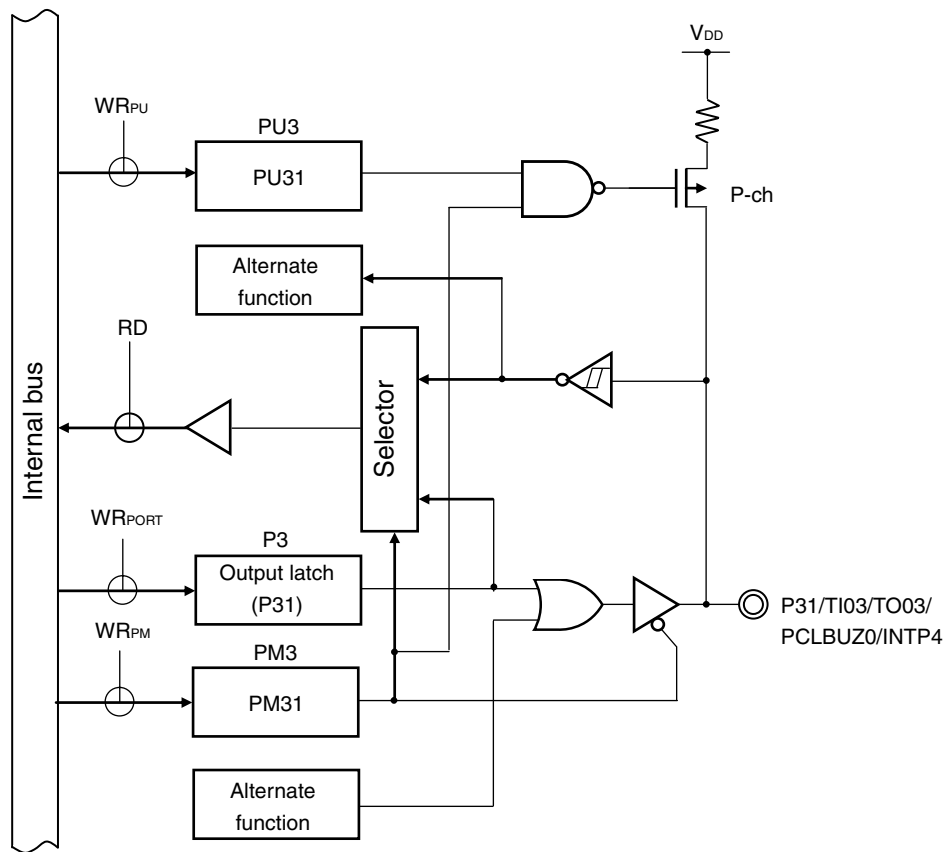 VDD
WRPU
PU3
PU31
P-ch
Alternate
function
RD
Selector
Internal bus
WRPORT
P3
Output latch
(P31)
P31/TI03/TO03/
PCLBUZ0/INTP4
WRPM
PM3
PM31
Alternate
function